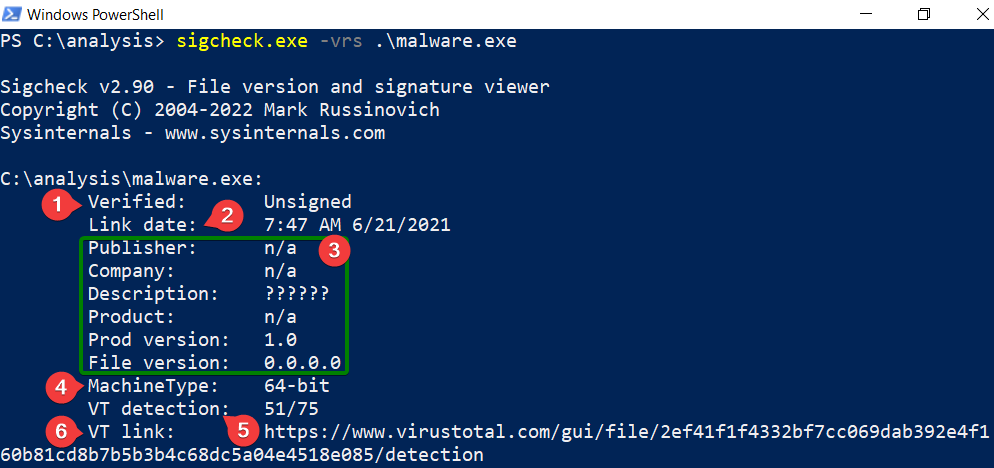 Windows PowerShell
PS C:\analysis> sigcheck.exe -vrs .\malware.exe
Sigcheck v2.90 - File version and signature viewer
Copyright (C) 2004-2022 Mark Russinovich
Sysinternals - www.sysinternals.com
C:\analysis\malware.exe:
1 Verified: Unsigned
Link date: 2 7:47 AM 6/21/2021
Publisher: n/a 3
Company: n/a
Description: ??????
Product: n/a
Prod version: 1.0
File version: 0.0.0.0
4 MachineType: 64-bit
VT detection: 51/75
6 VT link: 5 https://www.virustotal.com/gui/file/2ef41f1f4332bf7cc069dab392e4f1
60b81cd8b7b5b3b4c68dc5a04e4518e085/detection